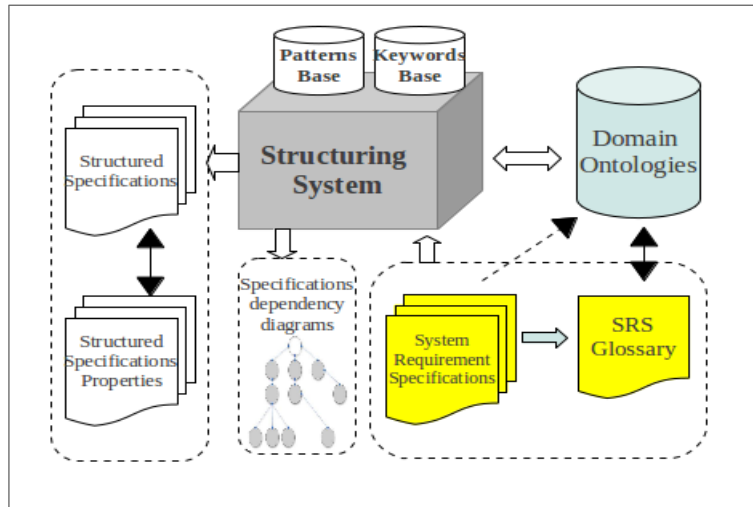 Patterns
Base
Keywords
Base
Structuring
System
Domain
Ontologies
Structured
Specifications
Structured
Specifications
Properties
Specifications
dependency
diagrams
System
Requirement
Specifications
SRS
Glossary